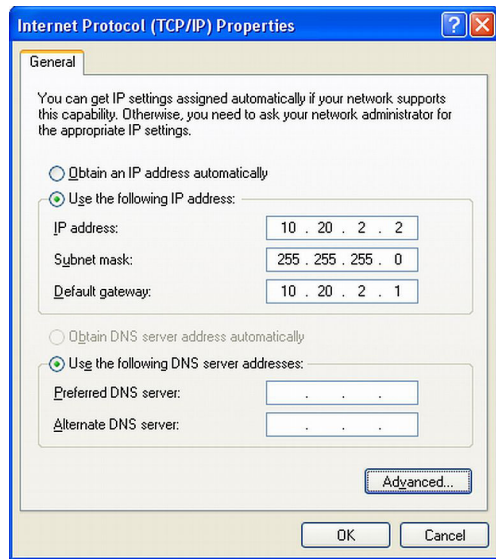 Internet Protocol (TCP/IP) Properties
General
You can get IP settings assigned automatically if your network supports
this capability. Otherwise, you need to ask your network administrator for
the appropriate IP settings.
Obtain an IP address automatically
Use the following IP address:
IP address: 10 . 20 . 2 . 2
Subnet mask: 255 . 255 . 255 . 0
Default gateway: 10 . 20 . 2 . 1
Obtain DNS server address automatically
Use the following DNS server addresses:
Preferred DNS server: . . .
Alternate DNS server: . . .
Advanced...
OK Cancel